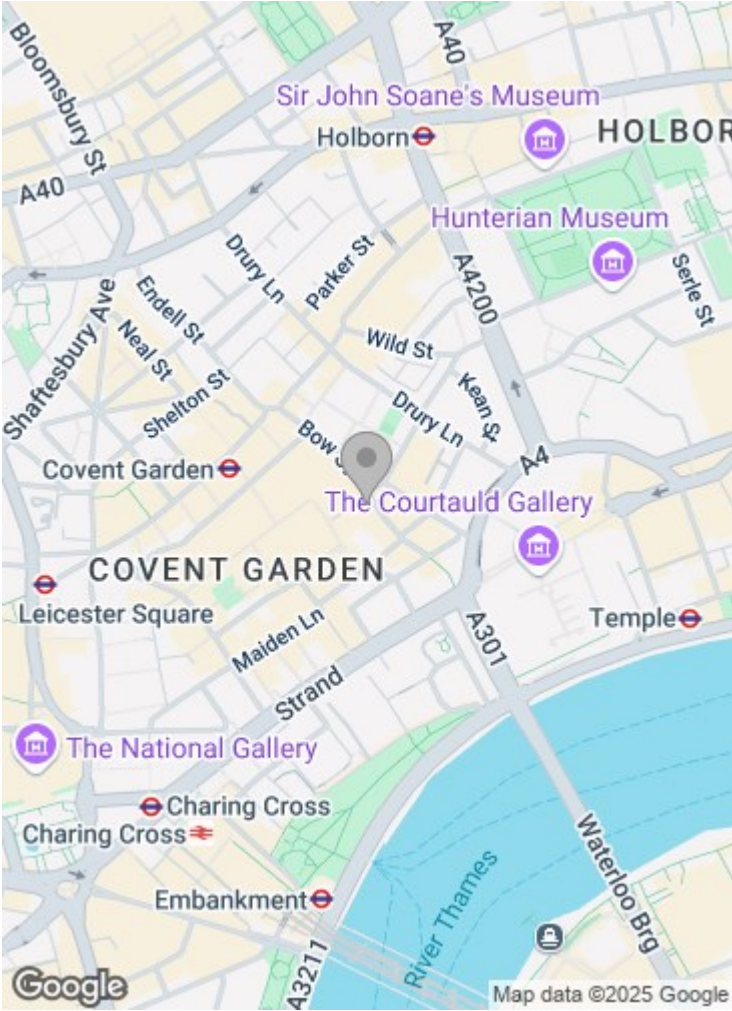 Bloomsbury St
A40
Sir John Soane's Museum
Holborn
HOLBOR
A40
Hunterian Museum
Drury Ln
Parker St
A4200
Serle St
Endell St
Shaftesbury Ave
Neal St
Wild St
Kean St
Shelton St
Drury Ln
Bow
A4
Covent Garden
The Courtauld Gallery
COVENT GARDEN
Leicester Square
Temple
Maiden Ln
A301
Strand
The National Gallery
Charing Cross
Charing Cross
Waterloo Brg
Embankment
River Thames
A3211
Google
Map data ©2025 Google